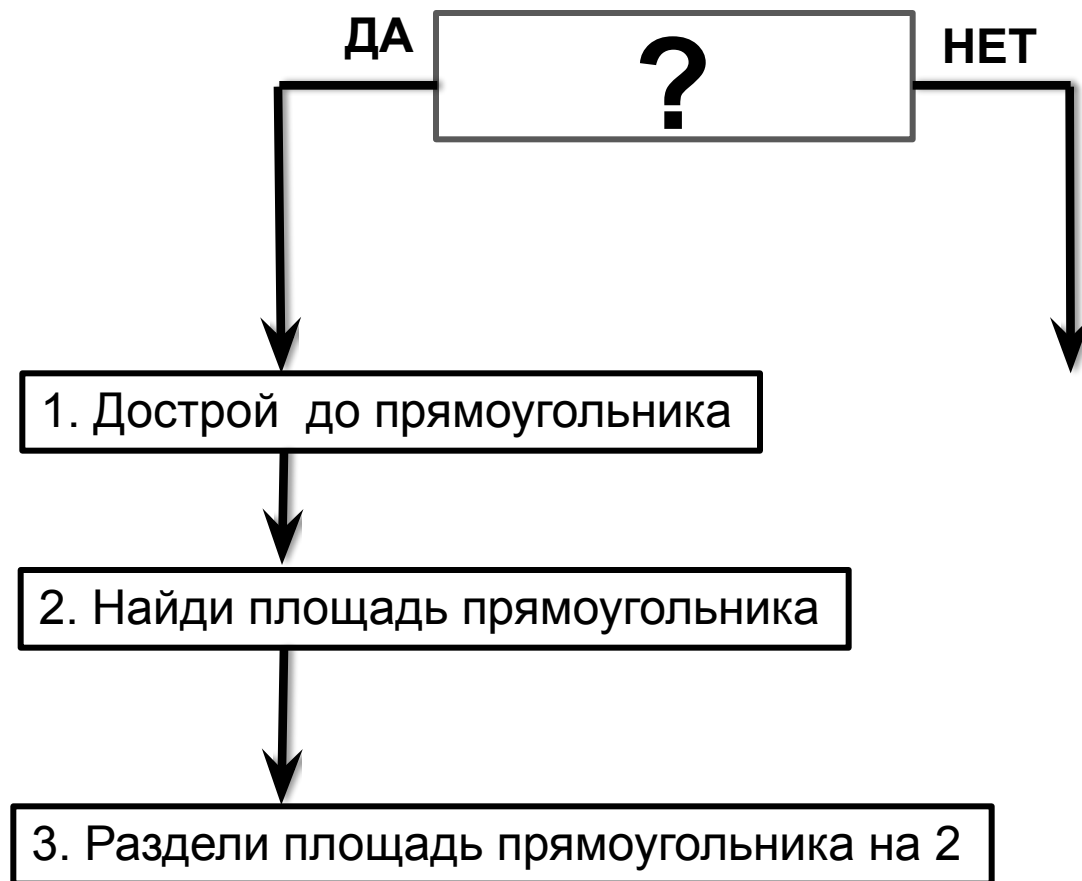 ДА
?
НЕТ
1. Дострой до прямоугольника
2. Найди площадь прямоугольника
3. Раздели площадь прямоугольника на 2